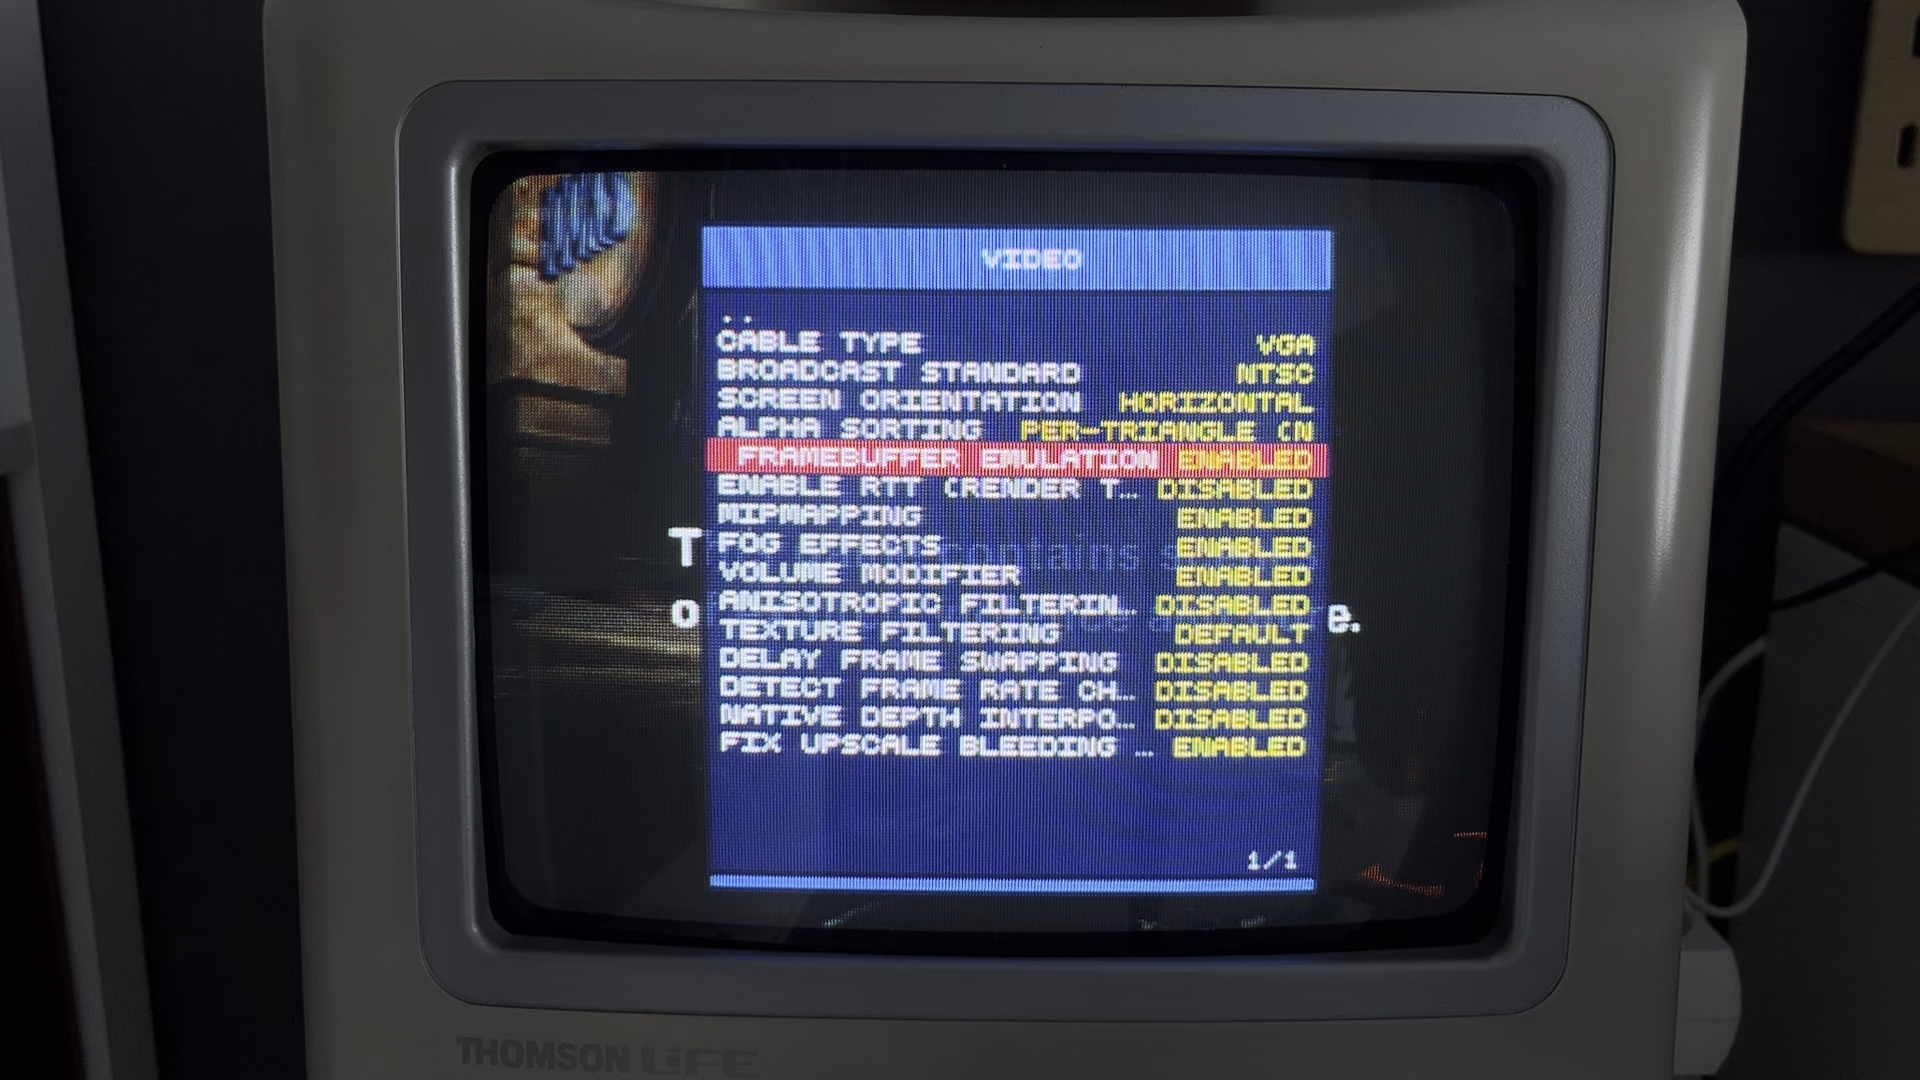 VIDEO
..
CABLE TYPE VGA
BROADCAST STANDARD NTSC
SCREEN ORIENTATION HORIZONTAL
ALPHA SORTING PER-TRIANGLE (N
FRAMEBUFFER EMULATION ENABLED
ENABLE RTT (RENDER T… DISABLED
MIPMAPPING ENABLED
T FOG EFFECTS contains s ENABLED
VOLUME MODIFIER ENABLED
o ANISOTROPIC FILTERIN… DISABLED e.
TEXTURE FILTERING DEFAULT
DELAY FRAME SWAPPING DISABLED
DETECT FRAME RATE CH… DISABLED
NATIVE DEPTH INTERPO… DISABLED
FIX UPSCALE BLEEDING … ENABLED
1/1
THOMSON LiFE